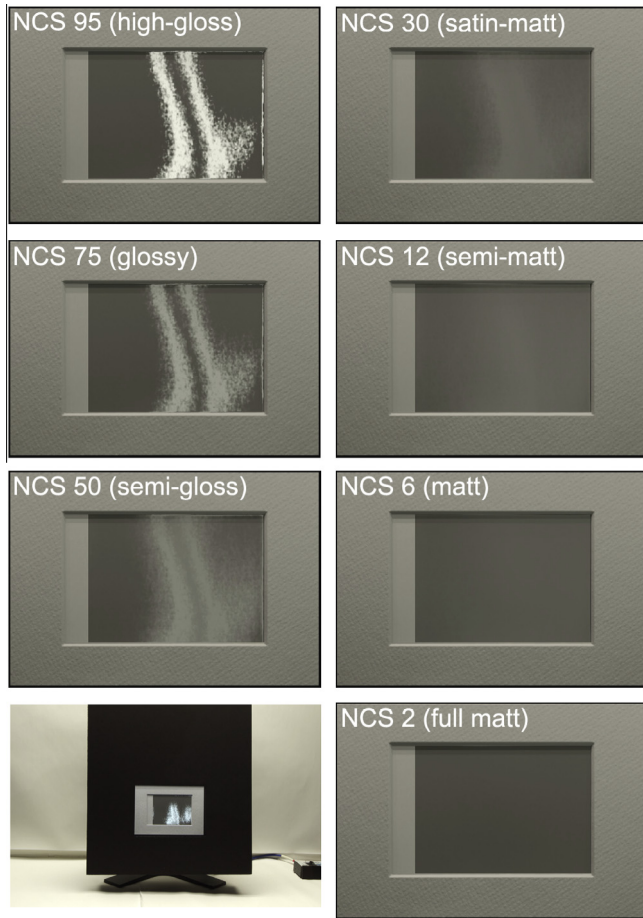 NCS 95 (high-gloss)
NCS 30 (satin-matt)
NCS 75 (glossy)
NCS 12 (semi-matt)
NCS 50 (semi-gloss)
NCS 6 (matt)
NCS 2 (full matt)